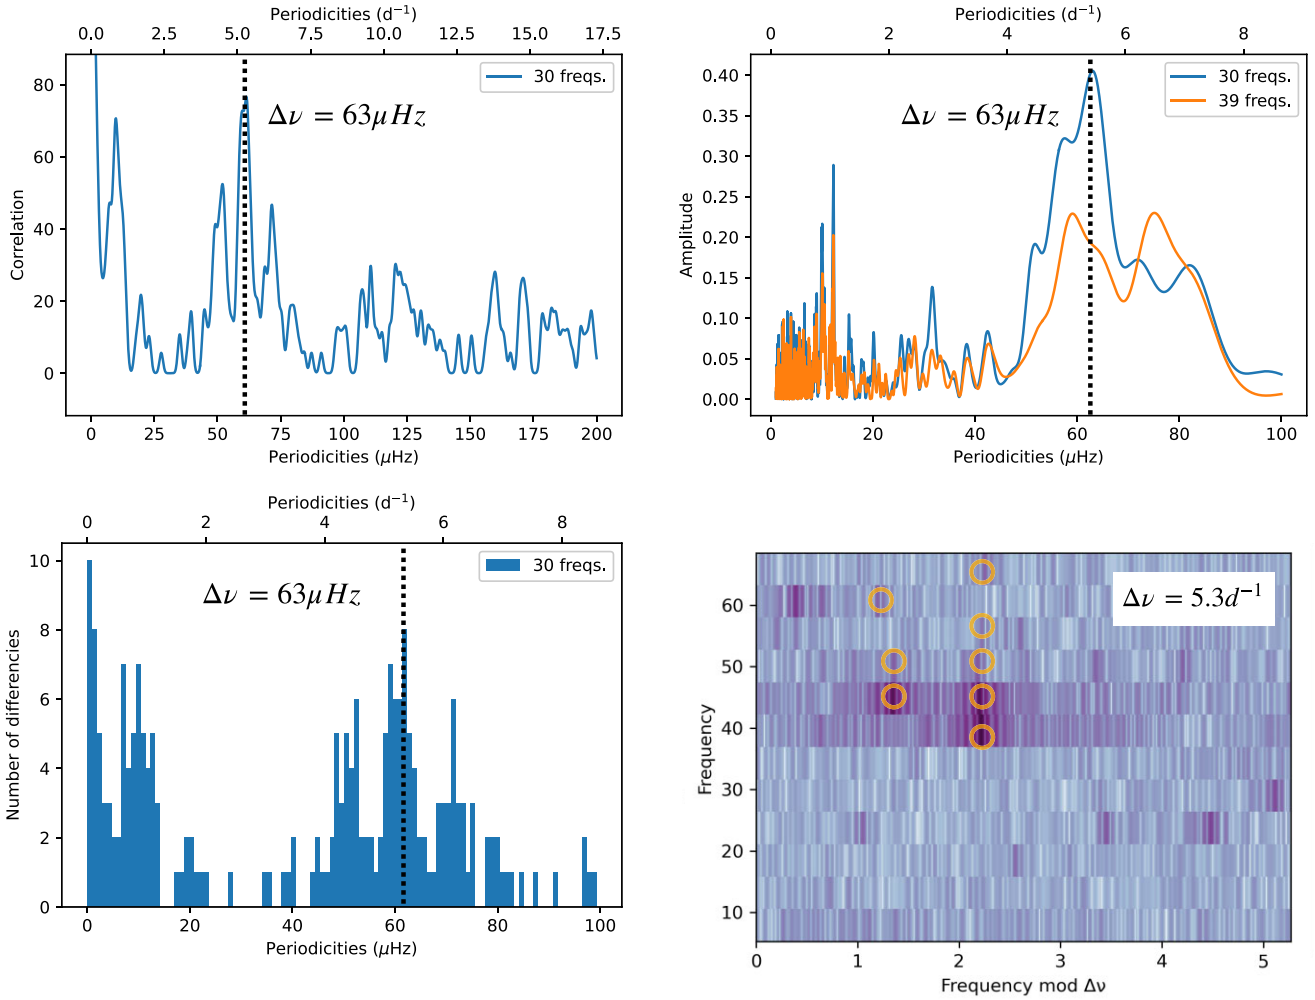 Periodicities (d⁻¹)
0.0 2.5 5.0 7.5 10.0 12.5 15.0 17.5
80
60
40
20
0
Correlation
30 freqs.
Δν = 63μHz
0 25 50 75 100 125 150 175 200
Periodicities (μHz)
Periodicities (d⁻¹)
0 2 4 6 8
0.40
0.35
0.30
0.25
0.20
0.15
0.10
0.05
0.00
Amplitude
30 freqs.
39 freqs.
Δν = 63μHz
0 20 40 60 80 100
Periodicities (μHz)
Periodicities (d⁻¹)
0 2 4 6 8
10
8
6
4
2
0
Number of differencies
30 freqs.
Δν = 63μHz
0 20 40 60 80 100
Periodicities (μHz)
60
50
40
30
20
10
Frequency
Δν = 5.3d⁻¹
0 1 2 3 4 5
Frequency mod Δν